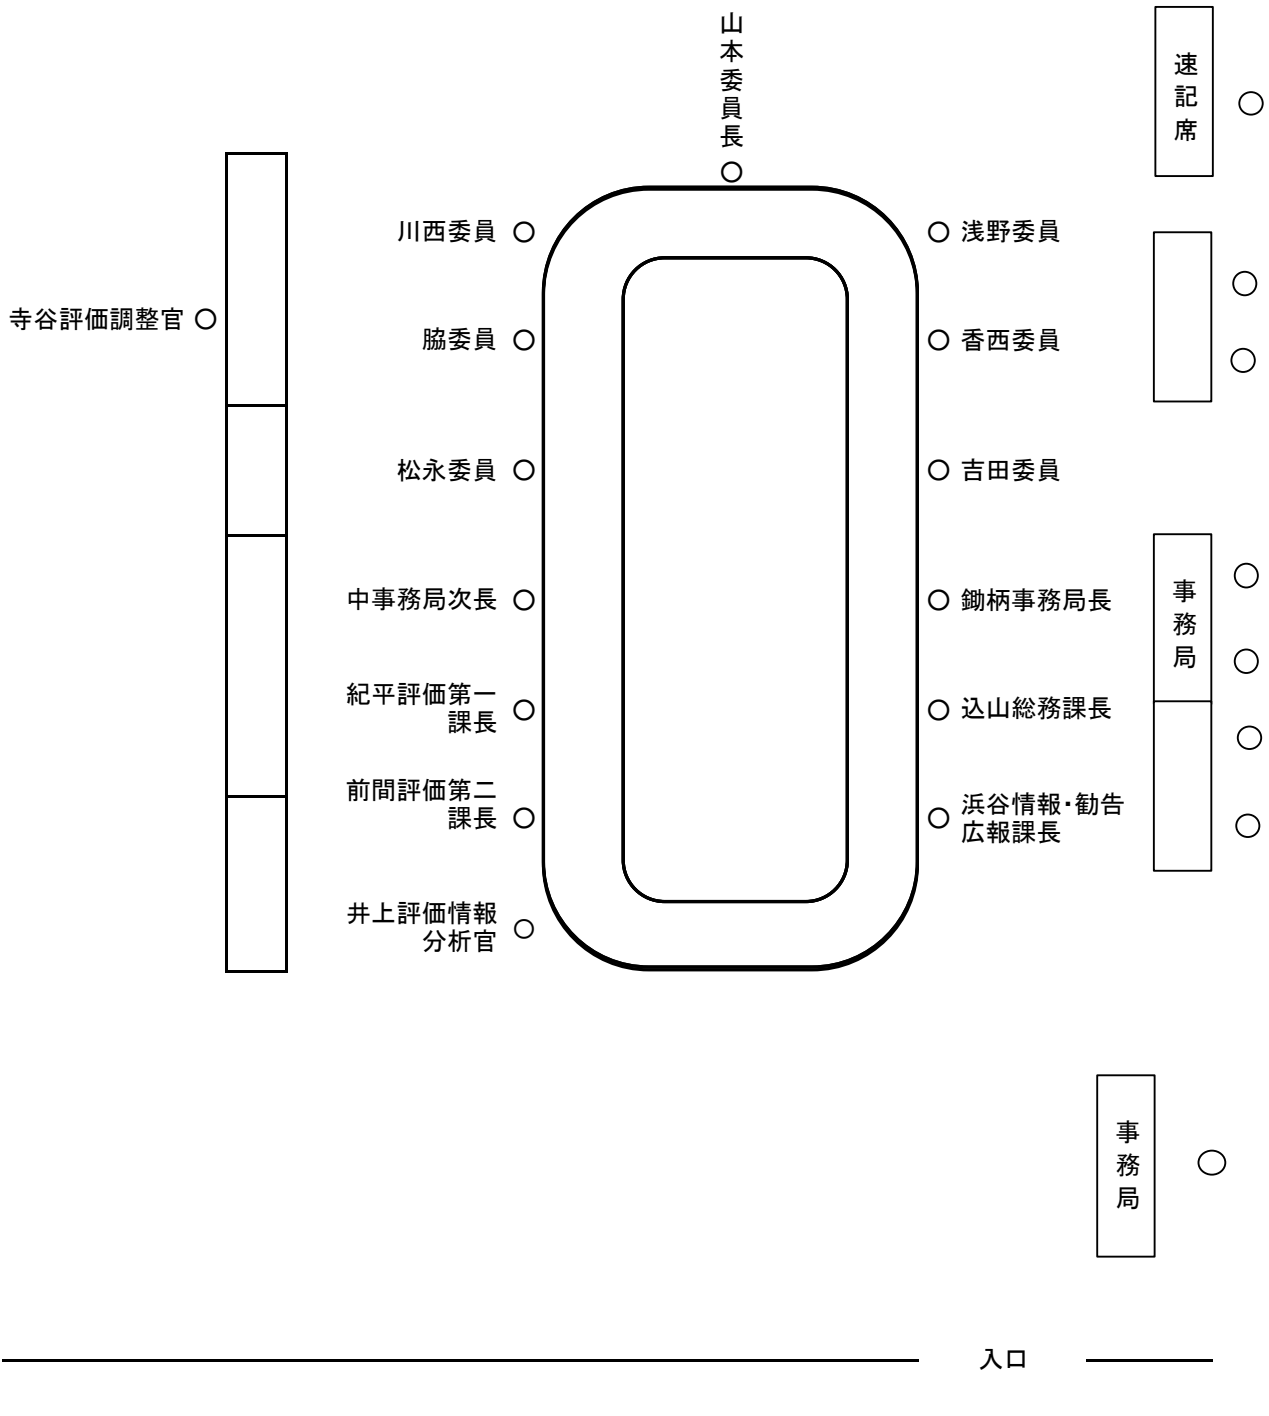 山本委員長
速記席
川西委員
浅野委員
寺谷評価調整官
脇委員
香西委員
松永委員
吉田委員
中事務局次長
鋤柄事務局長
事務局
紀平評価第一
課長
込山総務課長
前間評価第二
課長
浜谷情報・勧告
広報課長
井上評価情報
分析官
事務局
入口